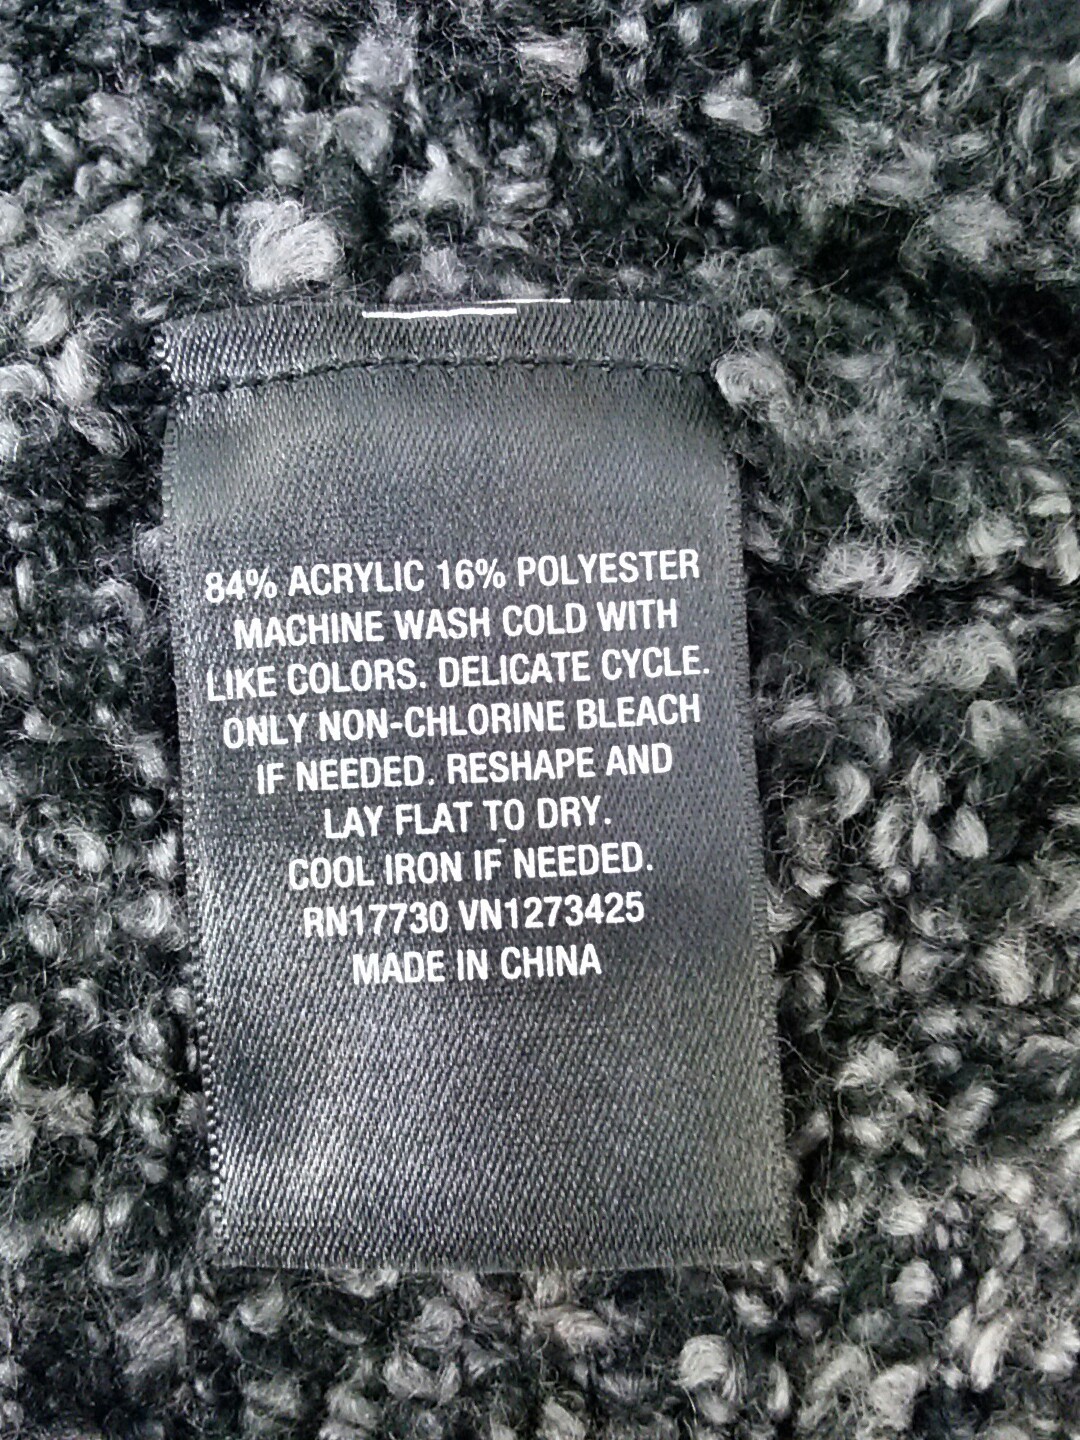 84% ACRYLIC 16% POLYESTER
MACHINE WASH COLD WITH
LIKE COLORS. DELICATE CYCLE.
ONLY NON-CHLORINE BLEACH
IF NEEDED. RESHAPE AND
LAY FLAT TO DRY.
COOL IRON IF NEEDED.
RN17730 VN1273425
MADE IN CHINA